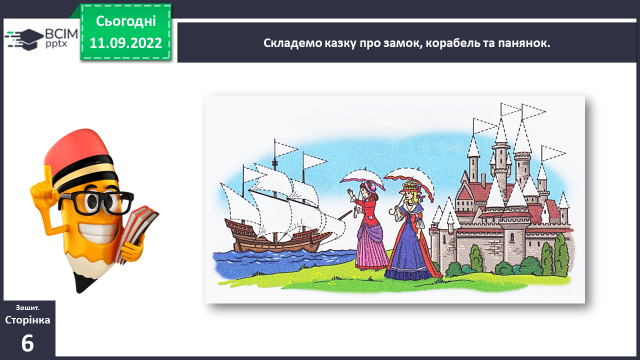 ВСІМ
pptx
Сьогодні
11.09.2022
Складемо казку про замок, корабель та панянок.
Зошит.
Сторінка
6